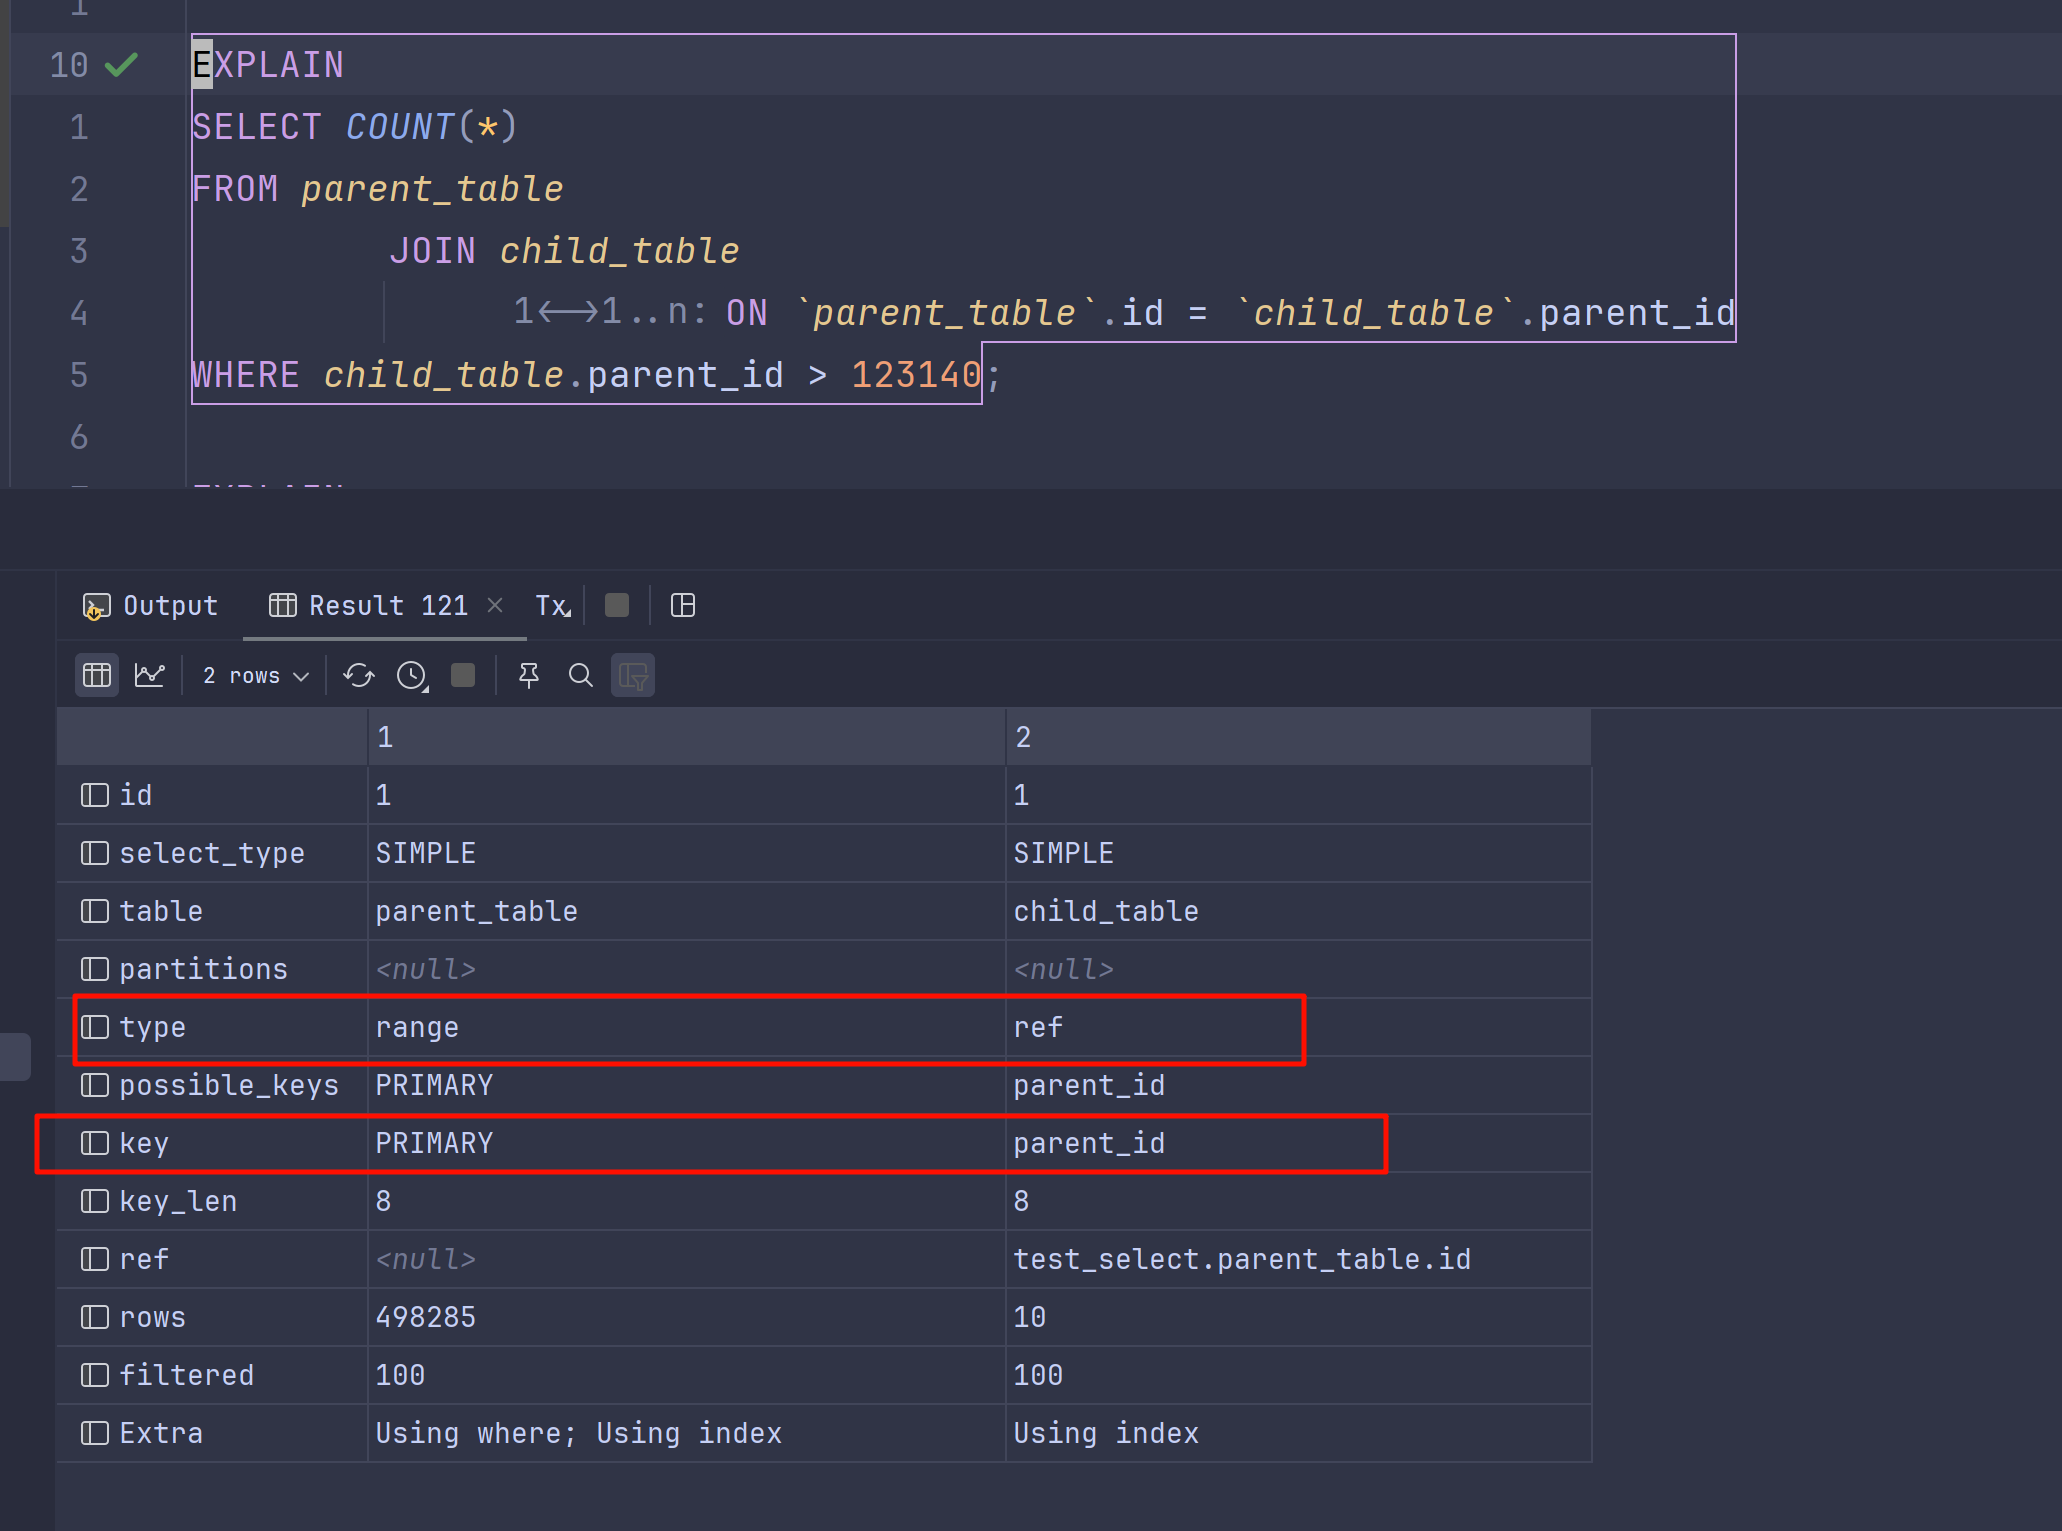 1
10 EXPLAIN
1 SELECT COUNT(*)
2 FROM parent_table
3 JOIN child_table
4 1<->1..n: ON `parent_table`.id = `child_table`.parent_id
5 WHERE child_table.parent_id > 123140;
6
EXPLAIN
Output Result 121 × Tx
2 rows
1 2
id 1 1
select_type SIMPLE SIMPLE
table parent_table child_table
partitions <null> <null>
type range ref
possible_keys PRIMARY parent_id
key PRIMARY parent_id
key_len 8 8
ref <null> test_select.parent_table.id
rows 498285 10
filtered 100 100
Extra Using where; Using index Using index